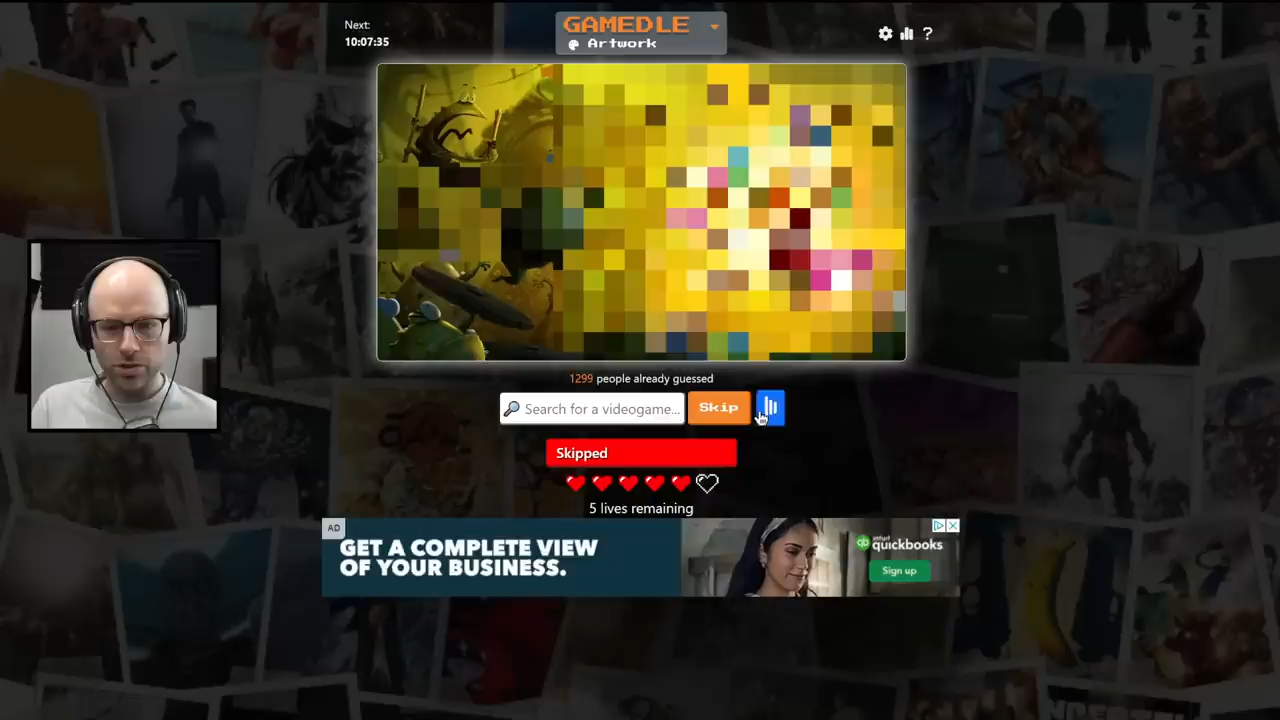 Next:
10:07:35
GAMEDLE
Artwork
?
1299 people already guessed
Search for a videogame...
Skip
Skipped
5 lives remaining
AD
GET A COMPLETE VIEW
OF YOUR BUSINESS.
intuit
quickbooks
Sign up